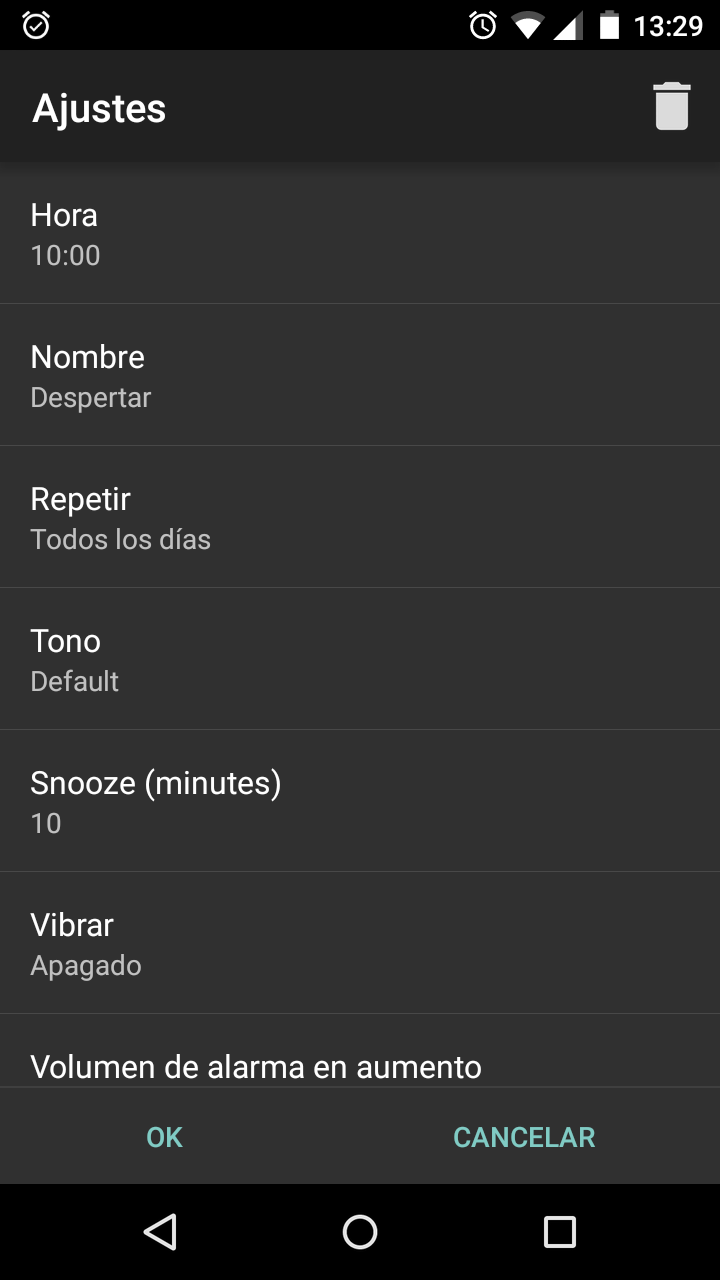 13:29
Ajustes
Hora
10:00
Nombre
Despertar
Repetir
Todos los días
Tono
Default
Snooze (minutes)
10
Vibrar
Apagado
Volumen de alarma en aumento
OK
CANCELAR